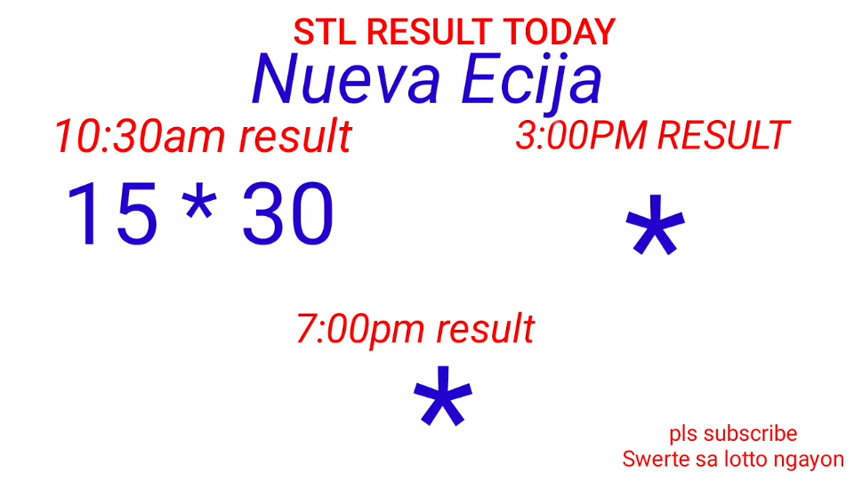 STL RESULT TODAY
Nueva Ecija
10:30am result
15 * 30
3:00PM RESULT
*
7:00pm result
*
pls subscribe
Swerte sa lotto ngayon